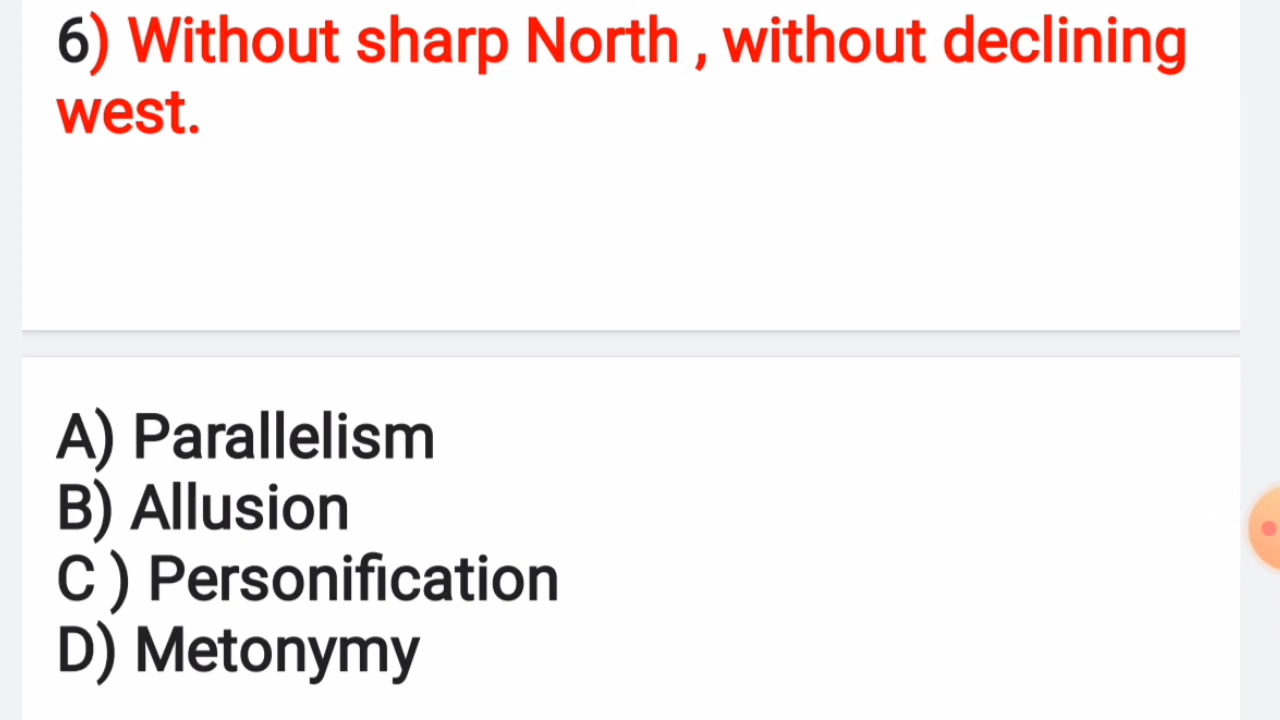 6) Without sharp North , without declining
west.
A) Parallelism
B) Allusion
C ) Personification
D) Metonymy